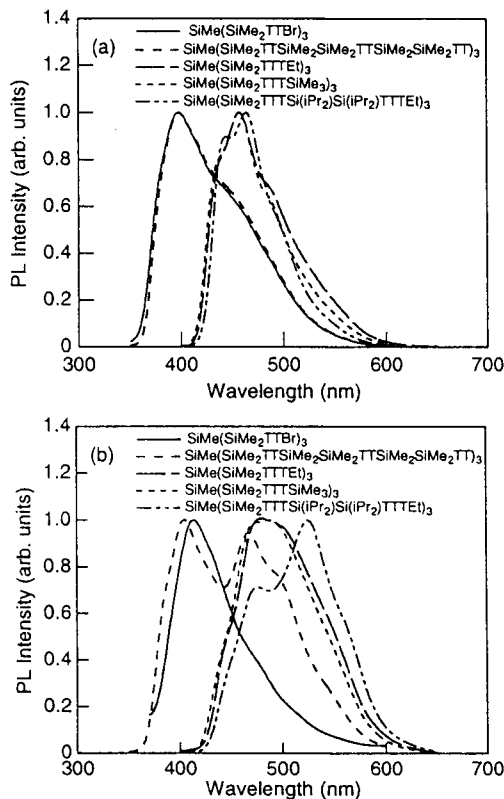 (a)
SiMe(SiMe₂TTBr)₃
SiMe(SiMe₂TTSiMe₂SiMe₂TTSiMe₂SiMe₂TT)₃
SiMe(SiMe₂TTTEt)₃
SiMe(SiMe₂TTTSiMe₃)₃
SiMe(SiMe₂TTTSi(iPr₂)Si(iPr₂)TTTEt)₃
PL Intensity (arb. units)
1.4
1.2
1.0
0.8
0.6
0.4
0.2
0
300 400 500 600 700
Wavelength (nm)
(b)
SiMe(SiMe₂TTBr)₃
SiMe(SiMe₂TTSiMe₂SiMe₂TTSiMe₂SiMe₂TT)₃
SiMe(SiMe₂TTTEt)₃
SiMe(SiMe₂TTTSiMe₃)₃
SiMe(SiMe₂TTTSi(iPr₂)Si(iPr₂)TTTEt)₃
PL Intensity (arb. units)
1.4
1.2
1.0
0.8
0.6
0.4
0.2
0
300 400 500 600 700
Wavelength (nm)